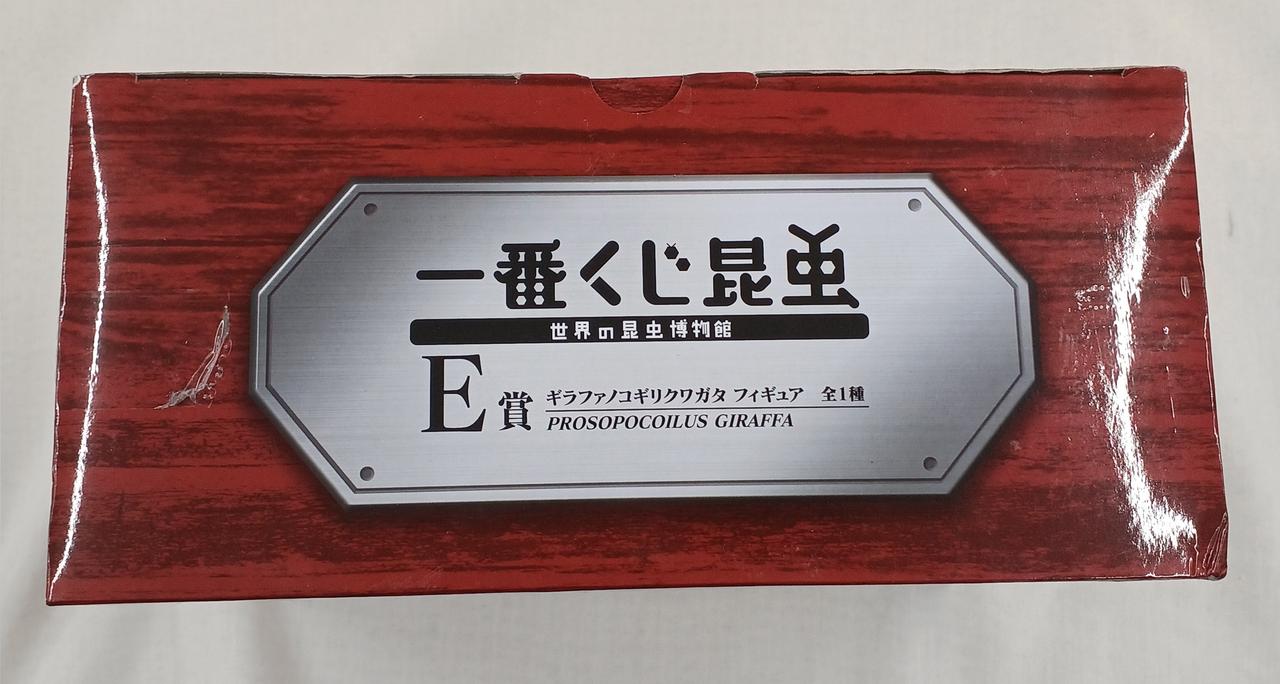 一番くじ昆虫
世界の昆虫博物館
E賞 ギラファノコギリクワガタ フィギュア 全1種
PROSOPOCOILUS GIRAFFA